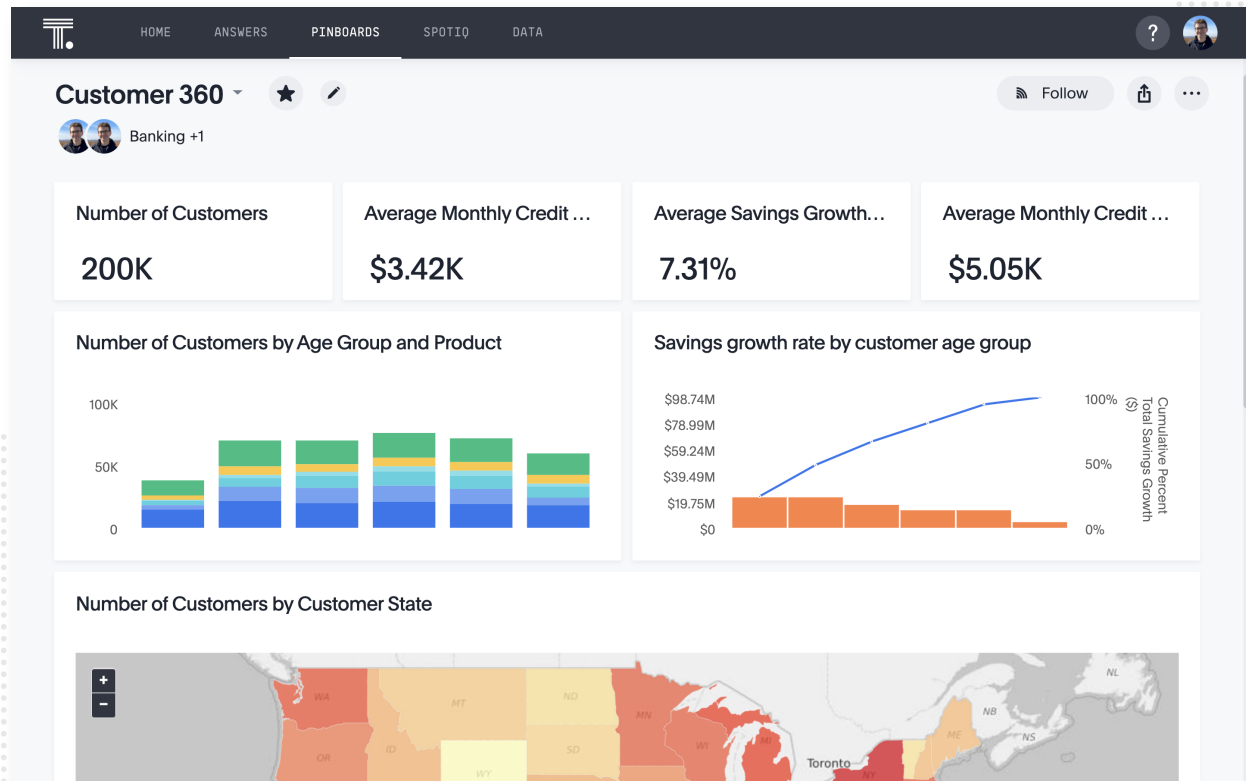 T.
HOME ANSWERS PINBOARDS SPOTIQ DATA
?
Customer 360
Follow
Banking +1
Number of Customers
200K
Average Monthly Credit ...
$3.42K
Average Savings Growth...
7.31%
Average Monthly Credit ...
$5.05K
Number of Customers by Age Group and Product
100K
50K
0
Savings growth rate by customer age group
$98.74M
$78.99M
$59.24M
$39.49M
$19.75M
$0
100%
50%
0%
Cumulative Percent
Total Savings Growth
($)
Number of Customers by Customer State
+
−
WA
MT
ND
MN
OR
ID
SD
WY
WI
MI
Toronto
NY
ME
NB
NS
NL